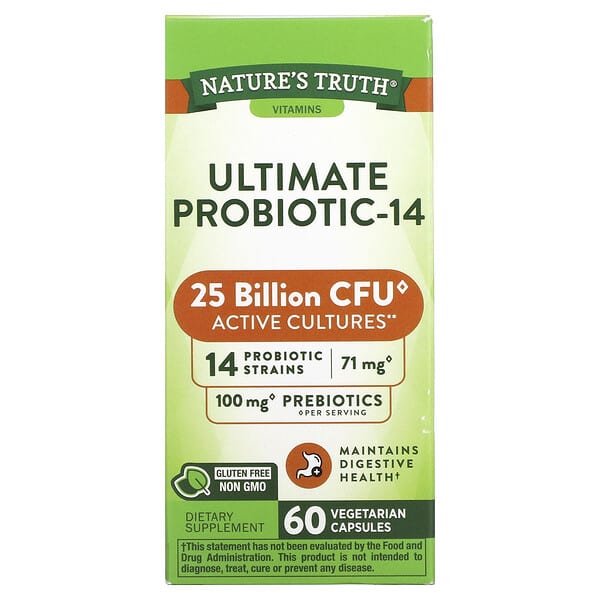 NATURE'S TRUTH®
VITAMINS
ULTIMATE
PROBIOTIC-14
25 Billion CFU◊
ACTIVE CULTURES**
14 PROBIOTIC STRAINS | 71 mg◊
100 mg◊ PREBIOTICS
◊PER SERVING
MAINTAINS
DIGESTIVE
HEALTH†
GLUTEN FREE
NON GMO
DIETARY
SUPPLEMENT
60 VEGETARIAN CAPSULES
†This statement has not been evaluated by the Food and
Drug Administration. This product is not intended to
diagnose, treat, cure or prevent any disease.